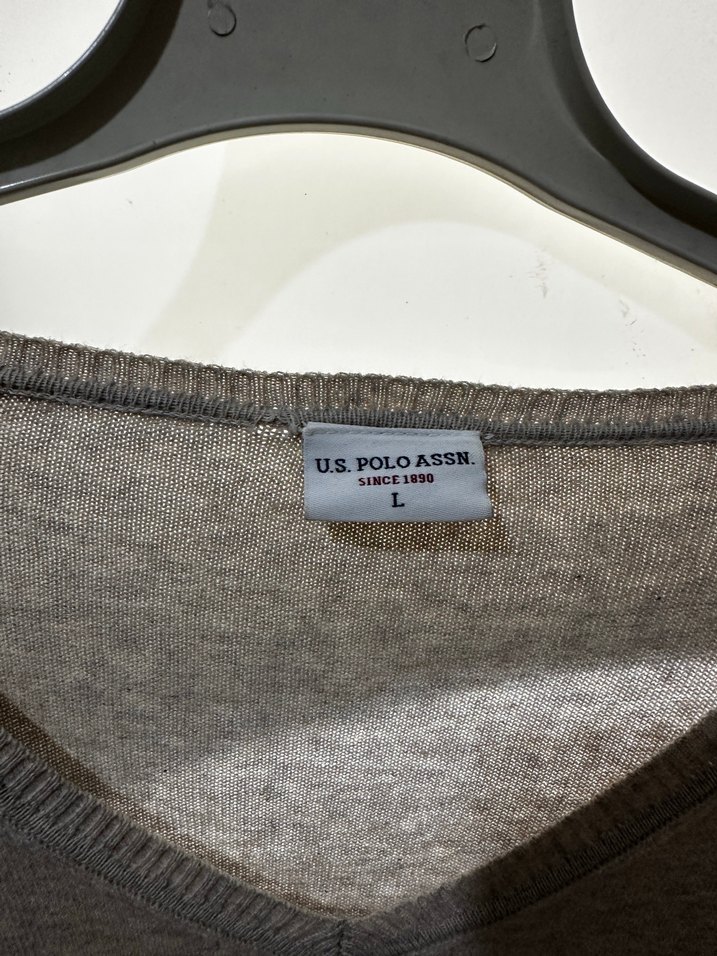 U.S. POLO ASSN.
SINCE 1890
L